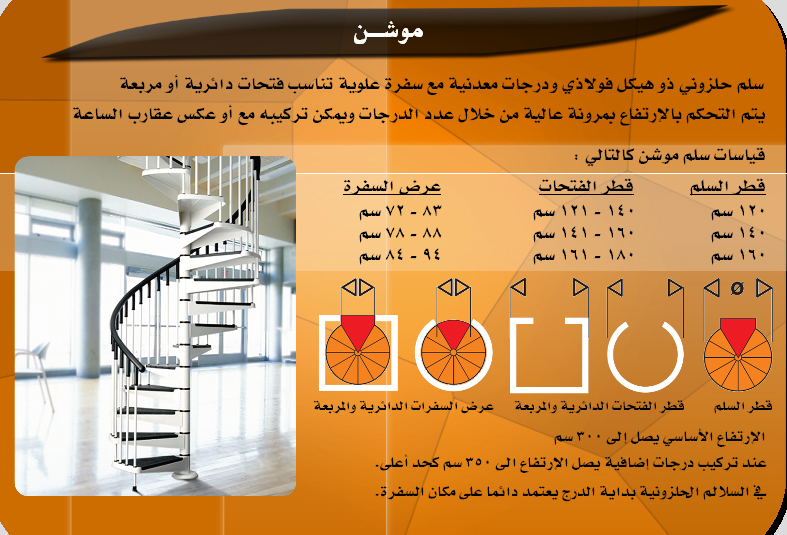 موشــن
سلم حلزوني ذو هيكل فولاذي ودرجات معدنية مع سفرة علوية تناسب فتحات دائرية أو مربعة
يتم التحكم بالإرتفاع بمرونة عالية من خلال عدد الدرجات ويمكن تركيبه مع أو عكس عقارب الساعة
قياسات سلم موشن كالتالي :
قطر السلم قطر الفتحات عرض السفرة
١٢٠ سم ١٤٠ - ١٢١ سم ٨٣ - ٧٢ سم
١٤٠ سم ١٦٠ - ١٤١ سم ٨٨ - ٧٨ سم
١٦٠ سم ١٨٠ - ١٦١ سم ٩٤ - ٨٤ سم
Ø
قطر السلم قطر الفتحات الدائرية والمربعة عرض السفرات الدائرية والمربعة
الإرتفاع الأساسي يصل إلى ٣٠٠ سم
عند تركيب درجات إضافية يصل الارتفاع الى ٣٥٠ سم كحد أعلى.
في السلالم الحلزونية بداية الدرج يعتمد دائما على مكان السفرة.